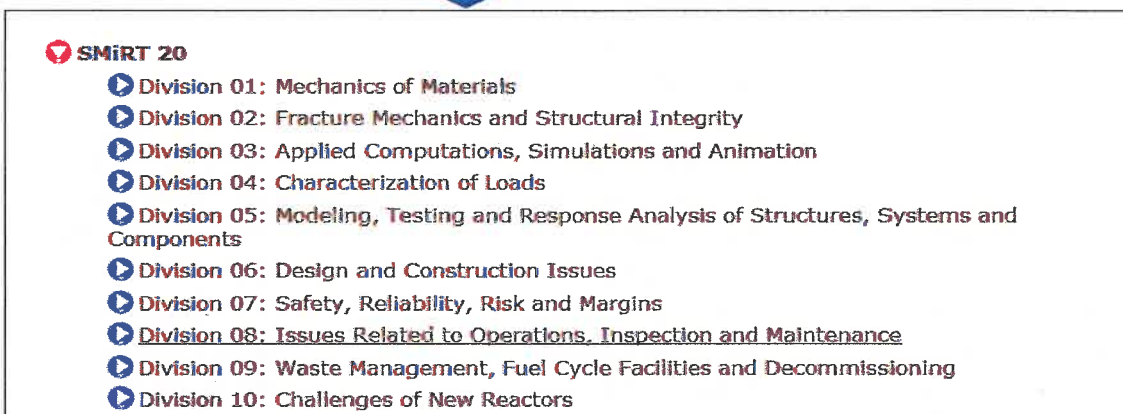 SMiRT 20
Division 01: Mechanics of Materials
Division 02: Fracture Mechanics and Structural Integrity
Division 03: Applied Computations, Simulations and Animation
Division 04: Characterization of Loads
Division 05: Modeling, Testing and Response Analysis of Structures, Systems and
Components
Division 06: Design and Construction Issues
Division 07: Safety, Reliability, Risk and Margins
Division 08: Issues Related to Operations, Inspection and Maintenance
Division 09: Waste Management, Fuel Cycle Facilities and Decommissioning
Division 10: Challenges of New Reactors